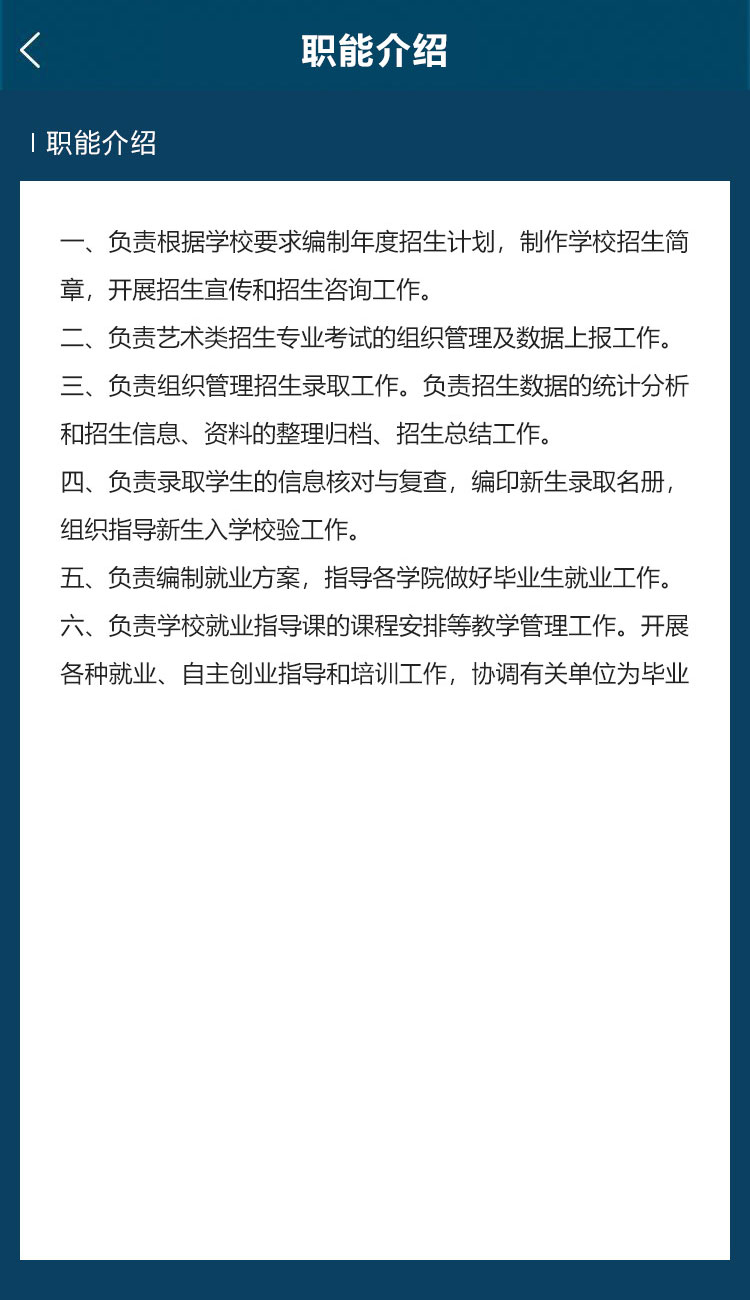 职能介绍
职能介绍
一、负责根据学校要求编制年度招生计划，制作学校招生简
章，开展招生宣传和招生咨询工作。
二、负责艺术类招生专业考试的组织管理及数据上报工作。
三、负责组织管理招生录取工作。负责招生数据的统计分析
和招生信息、资料的整理归档、招生总结工作。
四、负责录取学生的信息核对与复查，编印新生录取名册，
组织指导新生入学校验工作。
五、负责编制就业方案，指导各学院做好毕业生就业工作。
六、负责学校就业指导课的课程安排等教学管理工作。开展
各种就业、自主创业指导和培训工作，协调有关单位为毕业